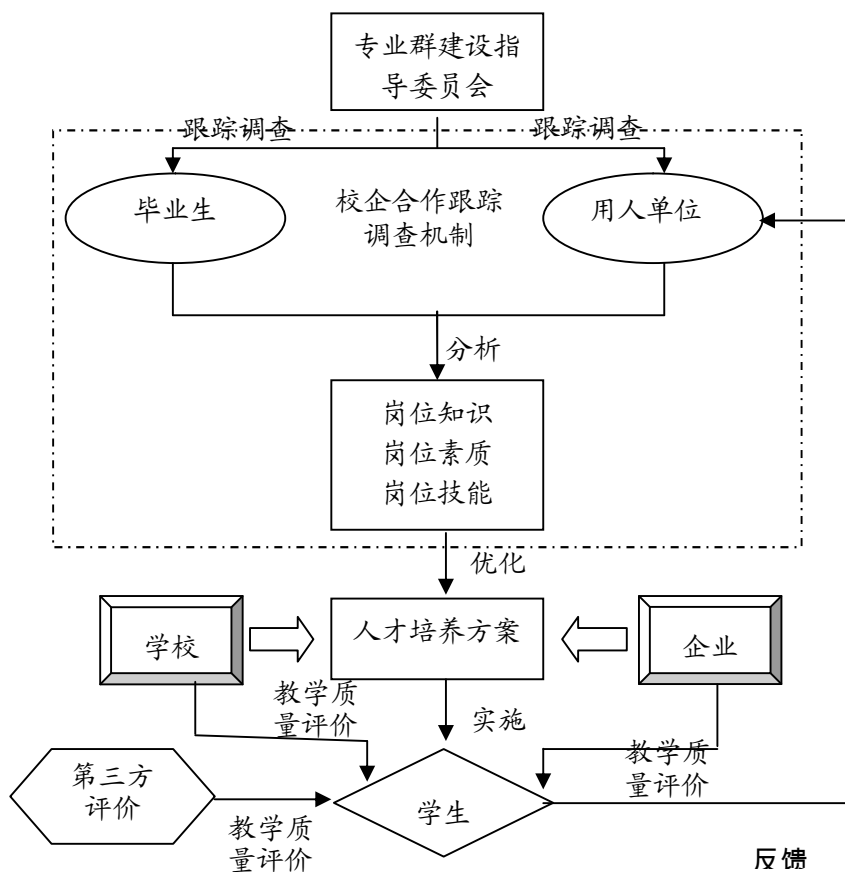 专业群建设指
导委员会
跟踪调查
跟踪调查
毕业生
校企合作跟踪
调查机制
用人单位
分析
岗位知识
岗位素质
岗位技能
优化
学校
人才培养方案
企业
教学质
量评价
实施
教学质
量评价
第三方
评价
学生
教学质
量评价
反馈